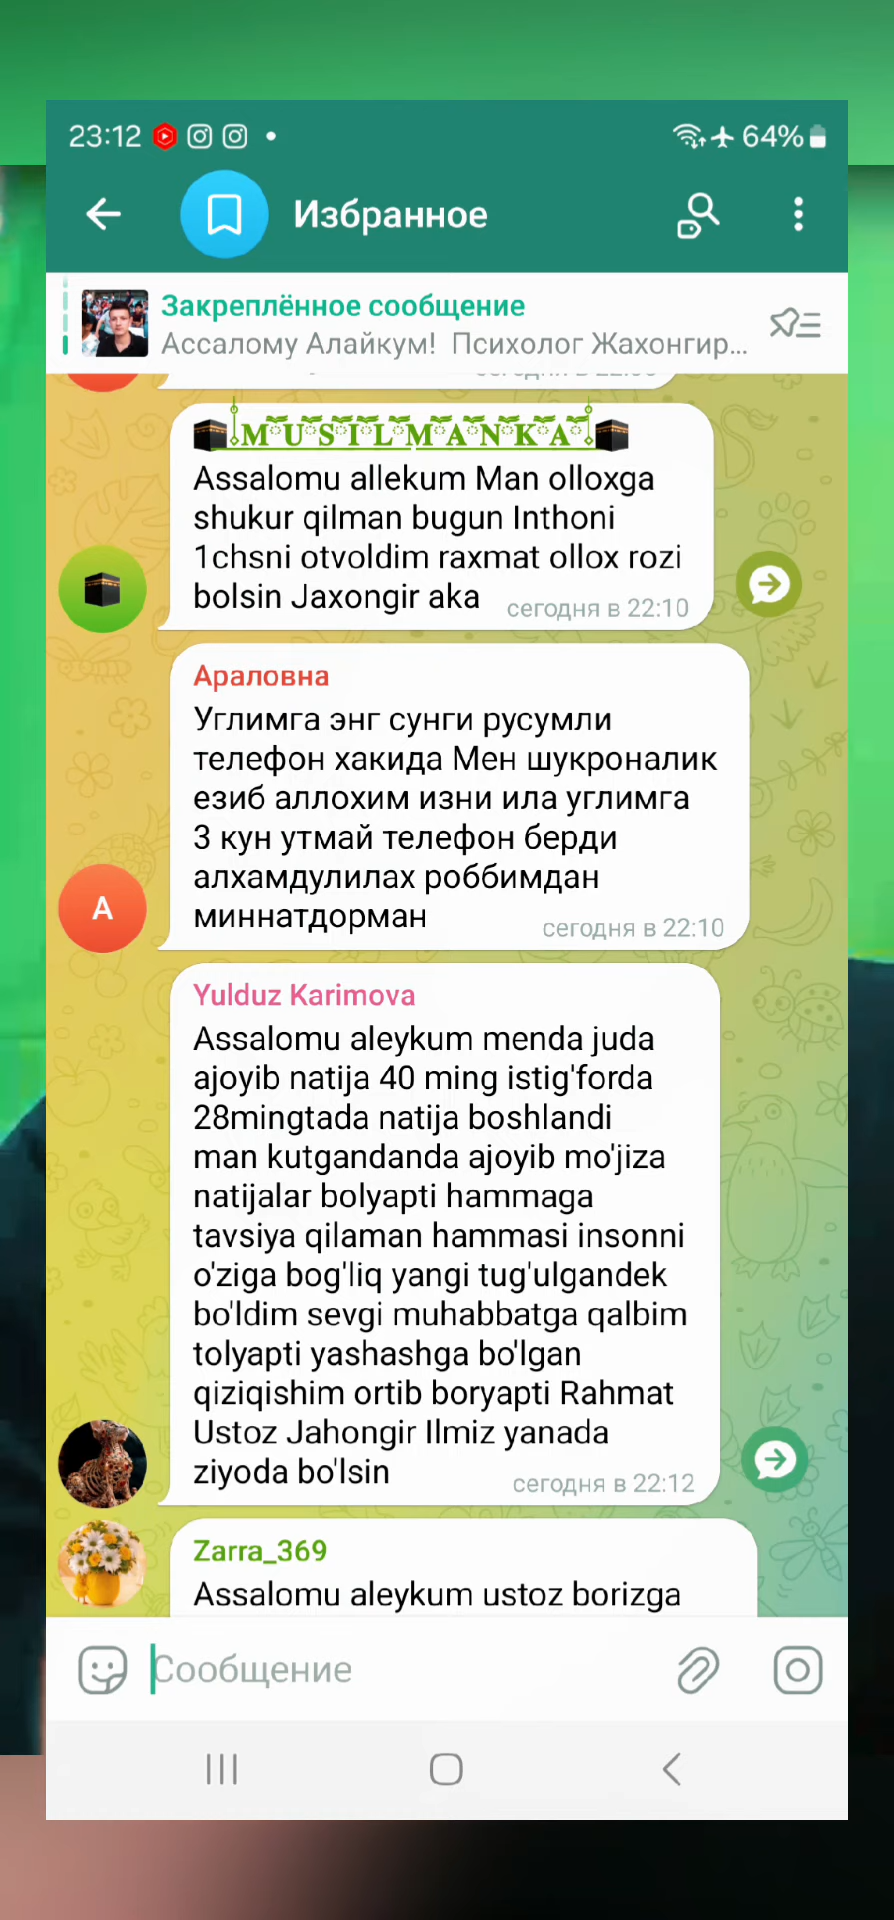 23:12
64%
Избранное
Закреплённое сообщение
Ассалому Алайкум! Психолог Жахонгир...
MUSILMANKA
Assalomu allekum Man olloxga
shukur qilman bugun Inthoni
1chsni otvoldim raxmat ollox rozi
bolsin Jaxongir aka
сегодня в 22:10
Араловна
Углимга энг сунги русумли
телефон хакида Мен шукроналик
езиб аллохим изни ила углимга
3 кун утмай телефон берди
алхамдулилах роббимдан
миннатдорман
сегодня в 22:10
A
Yulduz Karimova
Assalomu aleykum menda juda
ajoyib natija 40 ming istig'forda
28mingtada natija boshlandi
man kutgandanda ajoyib mo'jiza
natijalar bolyapti hammaga
tavsiya qilaman hammasi insonni
o'ziga bog'liq yangi tug'ulgandek
bo'ldim sevgi muhabbatga qalbim
tolyapti yashashga bo'lgan
qiziqishim ortib boryapti Rahmat
Ustoz Jahongir Ilmiz yanada
ziyoda bo'lsin
сегодня в 22:12
Zarra_369
Assalomu aleykum ustoz borizga
Сообщение